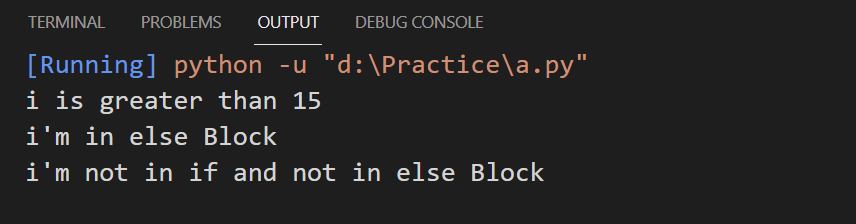 TERMINAL PROBLEMS OUTPUT DEBUG CONSOLE
[Running] python -u "d:\Practice\a.py"
i is greater than 15
i'm in else Block
i'm not in if and not in else Block